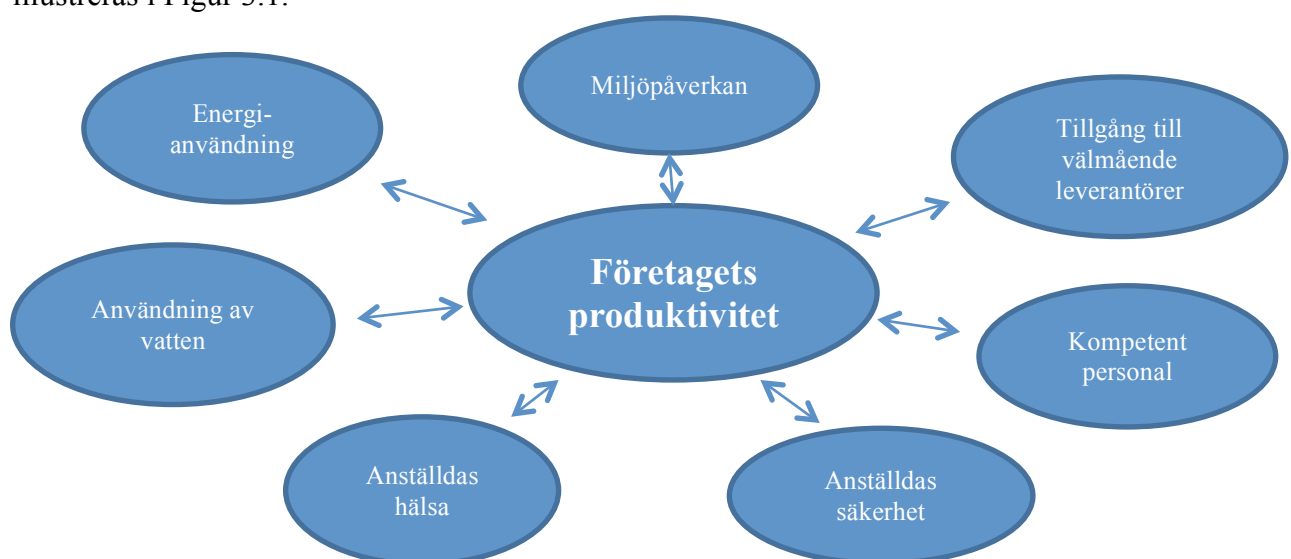 illustreras i Figur 3.1.
Miljöpåverkan
Energi-
användning
Tillgång till
välmående
leverantörer
Företagets
produktivitet
Användning av
vatten
Kompetent
personal
Anställdas
hälsa
Anställdas
säkerhet